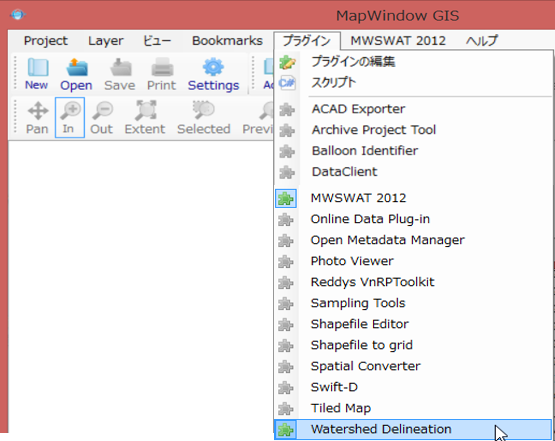 MapWindow GIS
Project Layer ビュー Bookmarks プラグイン MWSWAT 2012 ヘルプ
New Open Save Print Settings
Pan In Out Extent Selected
プラグインの編集
スクリプト
ACAD Exporter
Archive Project Tool
Balloon Identifier
DataClient
MWSWAT 2012
Online Data Plug-in
Open Metadata Manager
Photo Viewer
Reddys VnRPToolkit
Sampling Tools
Shapefile Editor
Shapefile to grid
Spatial Converter
Swift-D
Tiled Map
Watershed Delineation